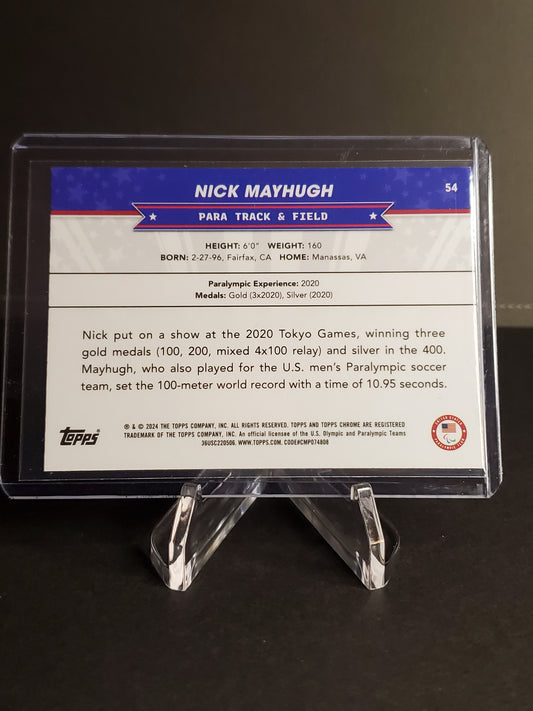 NICK MAYHUGH 54
PARA TRACK & FIELD
HEIGHT: 6'0" WEIGHT: 160
BORN: 2-27-96, Fairfax, CA HOME: Manassas, VA
Paralympic Experience: 2020
Medals: Gold (3x2020), Silver (2020)
Nick put on a show at the 2020 Tokyo Games, winning three
gold medals (100, 200, mixed 4x100 relay) and silver in the 400.
Mayhugh, who also played for the U.S. men's Paralympic soccer
team, set the 100-meter world record with a time of 10.95 seconds.
topps
® & © 2024 THE TOPPS COMPANY, INC. ALL RIGHTS RESERVED. TOPPS AND TOPPS CHROME ARE REGISTERED
TRADEMARK OF THE TOPPS COMPANY, INC. An official licensee of the U.S. Olympic and Paralympic Teams
36USC220506. WWW.TOPPS.COM. CODE#CMP074808